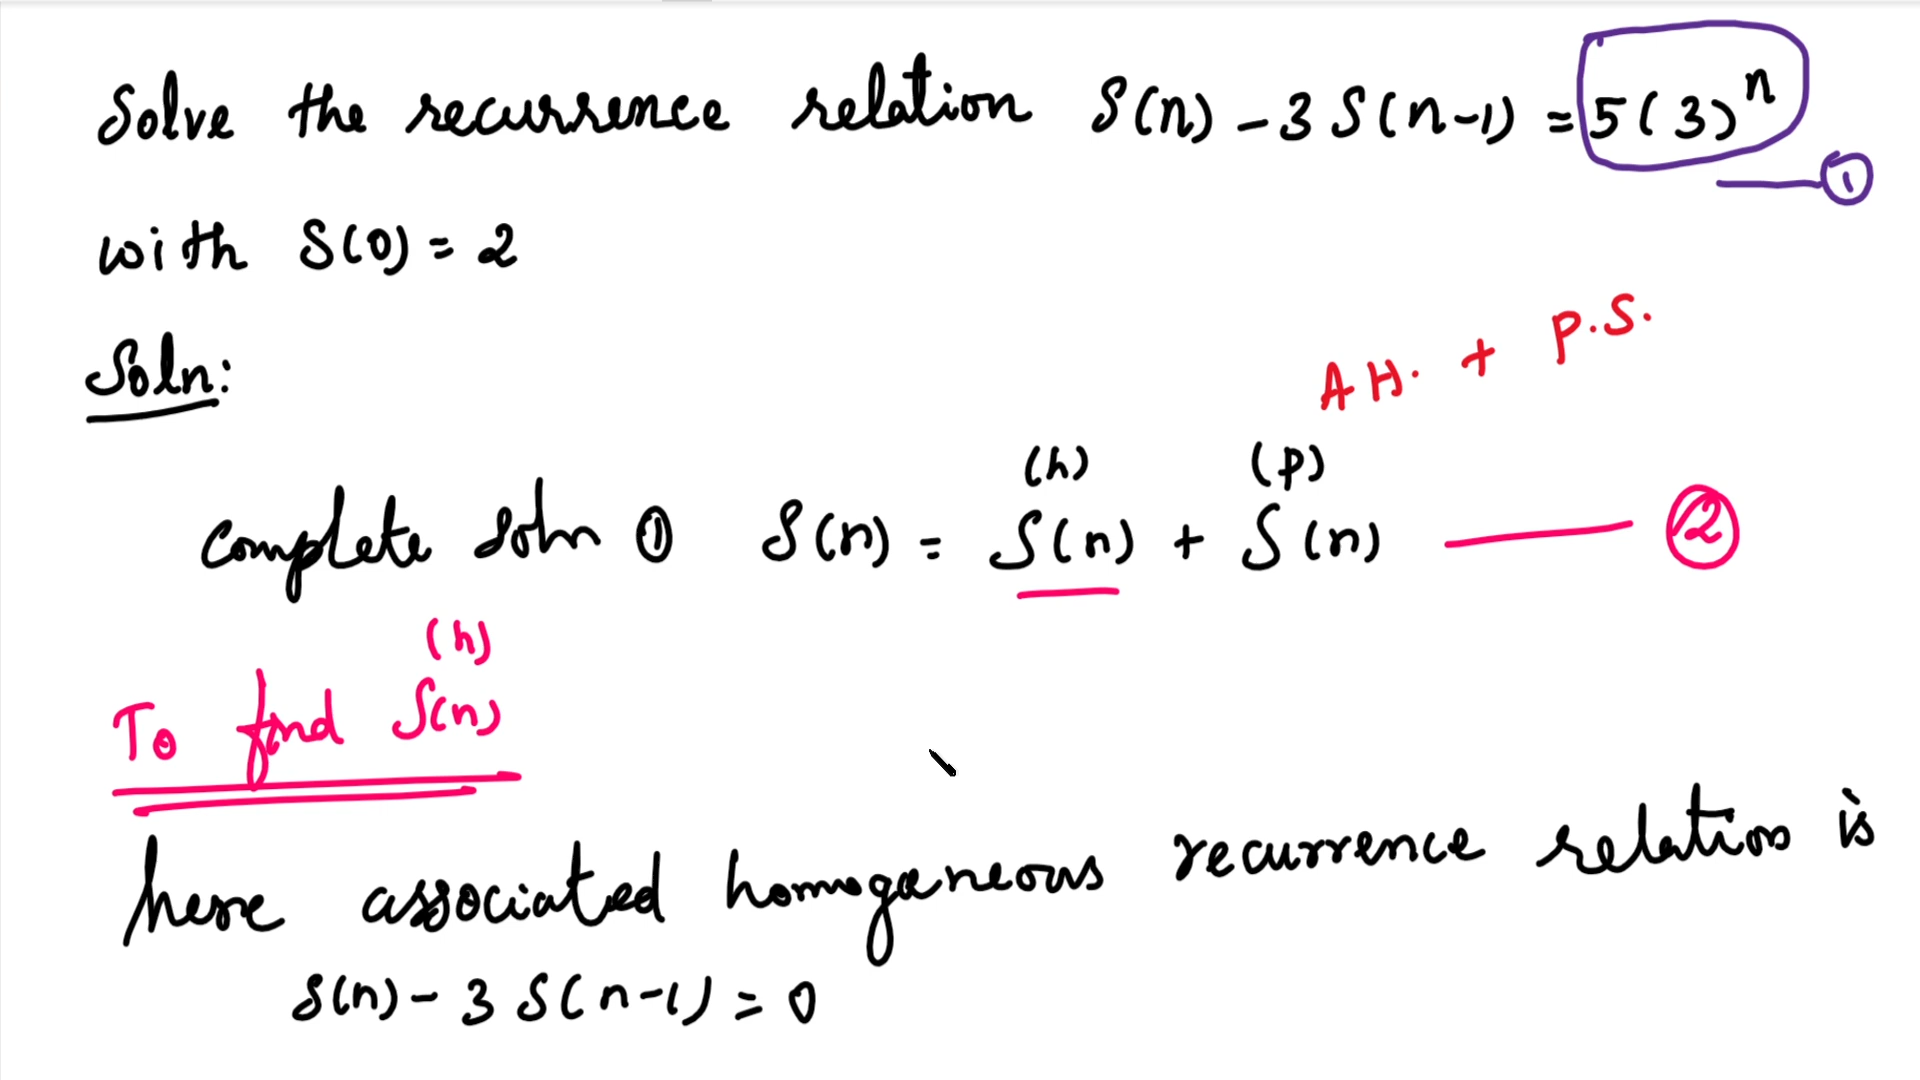 Solve the recurrence relation S(n) - 3 S(n-1) = 5(3)^n
— ①
with S(0) = 2
Soln:
A H. + P.S.
(h) (p)
complete soln ① S(n) = S(n) + S(n) — ②
(h)
To find S(n)
here associated homogeneous recurrence relation is
S(n) - 3 S(n-1) = 0